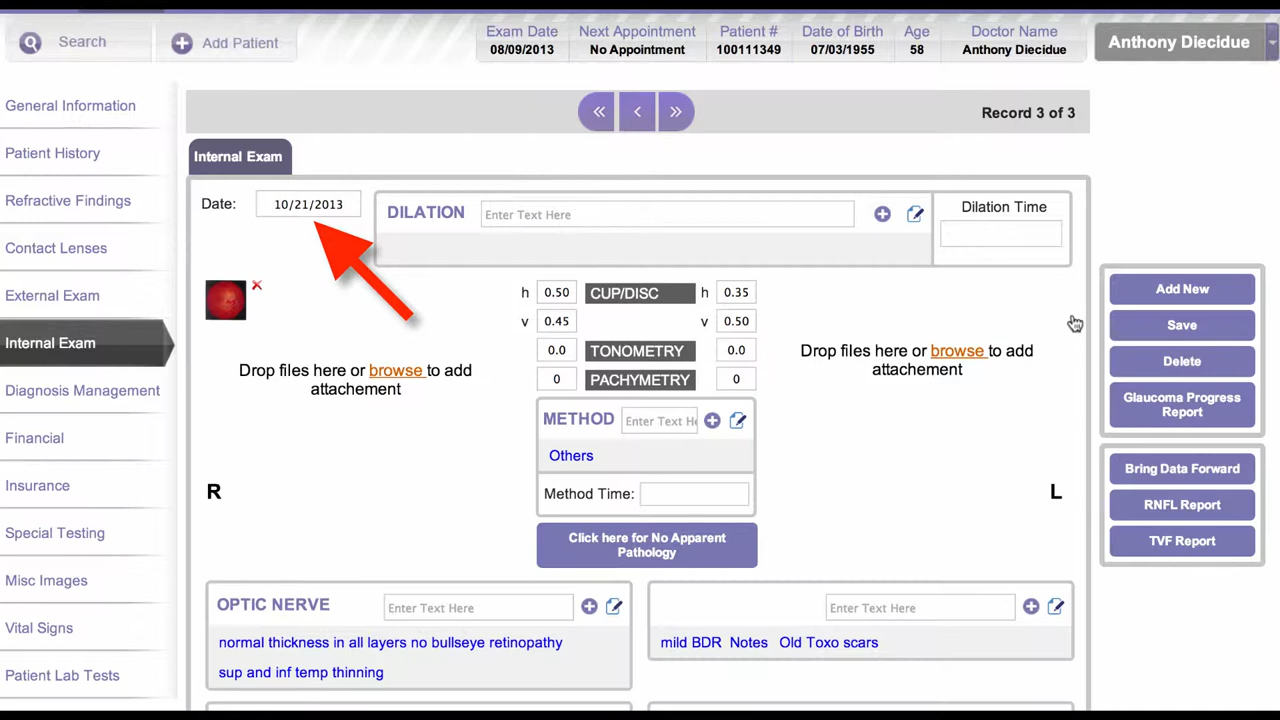 Search
Add Patient
Exam Date
08/09/2013
Next Appointment
No Appointment
Patient #
100111349
Date of Birth
07/03/1955
Age
58
Doctor Name
Anthony Diecidue
Anthony Diecidue
General Information
Patient History
Refractive Findings
Contact Lenses
External Exam
Internal Exam
Diagnosis Management
Financial
Insurance
Special Testing
Misc Images
Vital Signs
Patient Lab Tests
Record 3 of 3
Internal Exam
Date: 10/21/2013
DILATION Enter Text Here
Dilation Time
h 0.50 CUP/DISC h 0.35
v 0.45 v 0.50
0.0 TONOMETRY 0.0
0 PACHYMETRY 0
Drop files here or browse to add
attachement
Drop files here or browse to add
attachement
METHOD Enter Text He
Others
Method Time:
R
L
Click here for No Apparent
Pathology
OPTIC NERVE Enter Text Here
normal thickness in all layers no bullseye retinopathy
sup and inf temp thinning
Enter Text Here
mild BDR Notes Old Toxo scars
Add New
Save
Delete
Glaucoma Progress
Report
Bring Data Forward
RNFL Report
TVF Report